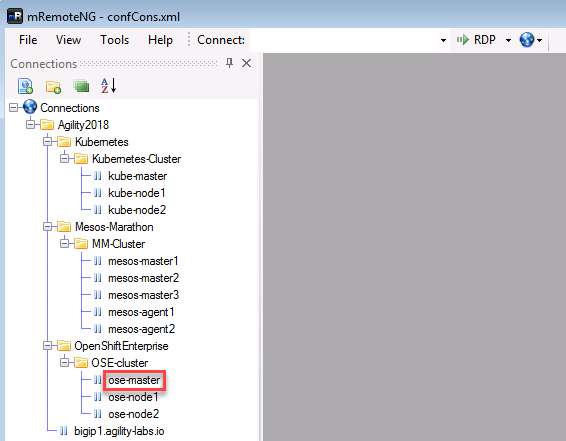 mRemoteNG - confCons.xml
File View Tools Help Connect: RDP
Connections
Connections
Agility2018
Kubernetes
Kubernetes-Cluster
kube-master
kube-node1
kube-node2
Mesos-Marathon
MM-Cluster
mesos-master1
mesos-master2
mesos-master3
mesos-agent1
mesos-agent2
OpenShiftEnterprise
OSE-cluster
ose-master
ose-node1
ose-node2
bigip1.agility-labs.io